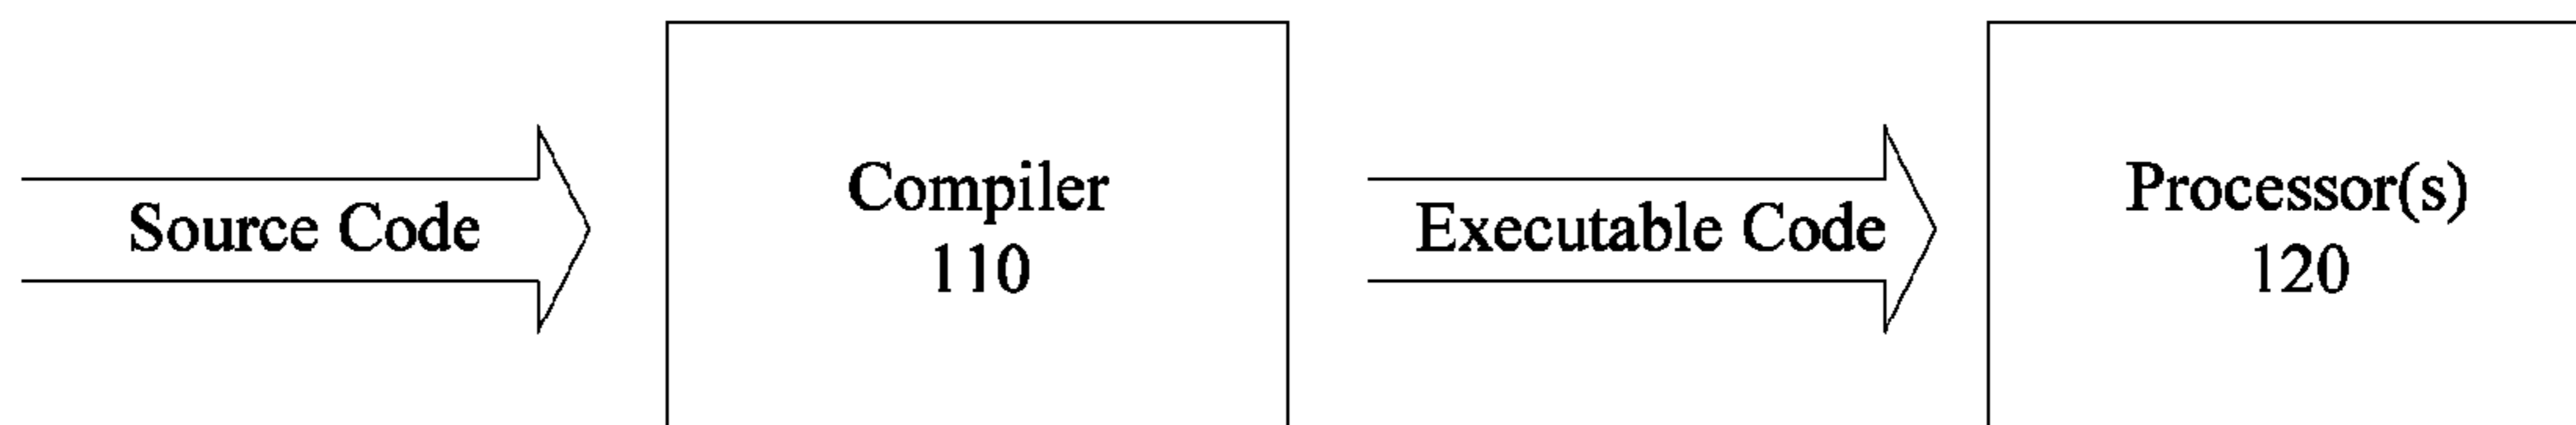 Source Code
Compiler
110
Executable Code
Processor(s)
120